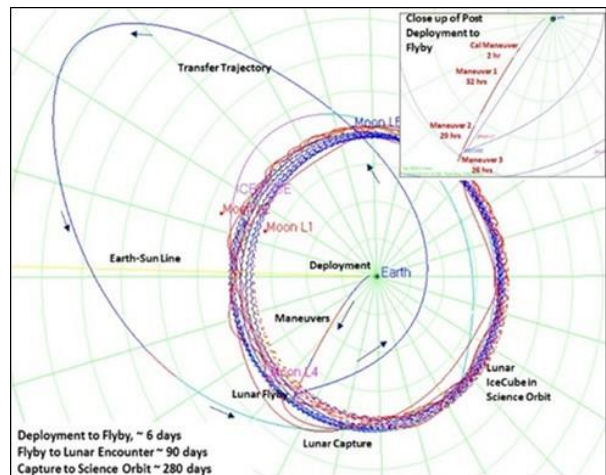 Close up of Post
Deployment to
Flyby
Cal Maneuver
2 hr
Maneuver 1
32 hrs
Maneuver 2
29 hrs
Maneuver 3
26 hrs
Transfer Trajectory
Moon
Moon L1
Earth-Sun Line
Deployment
Earth
Maneuvers
L4
Lunar Flyby
Lunar
IceCube in
Science Orbit
Lunar Capture
Deployment to Flyby, ~ 6 days
Flyby to Lunar Encounter ~ 90 days
Capture to Science Orbit ~ 280 days